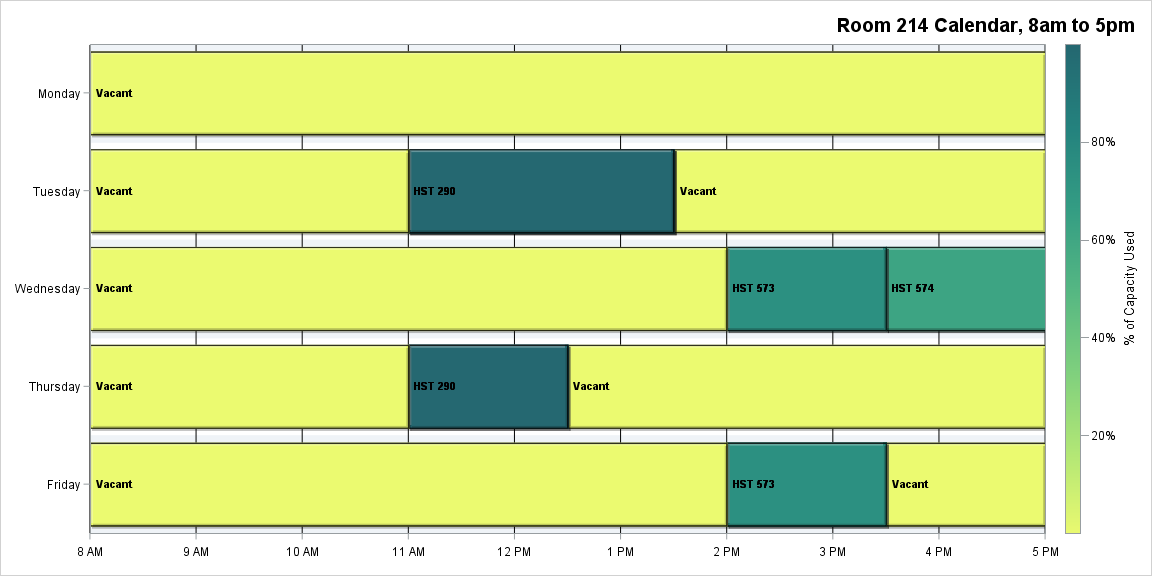 Room 214 Calendar, 8am to 5pm
Monday
Vacant
Tuesday
Vacant
HST 290
Vacant
Wednesday
Vacant
HST 573
HST 574
Thursday
Vacant
HST 290
Vacant
Friday
Vacant
HST 573
Vacant
8 AM
9 AM
10 AM
11 AM
12 PM
1 PM
2 PM
3 PM
4 PM
5 PM
80%
60%
40%
20%
% of Capacity Used